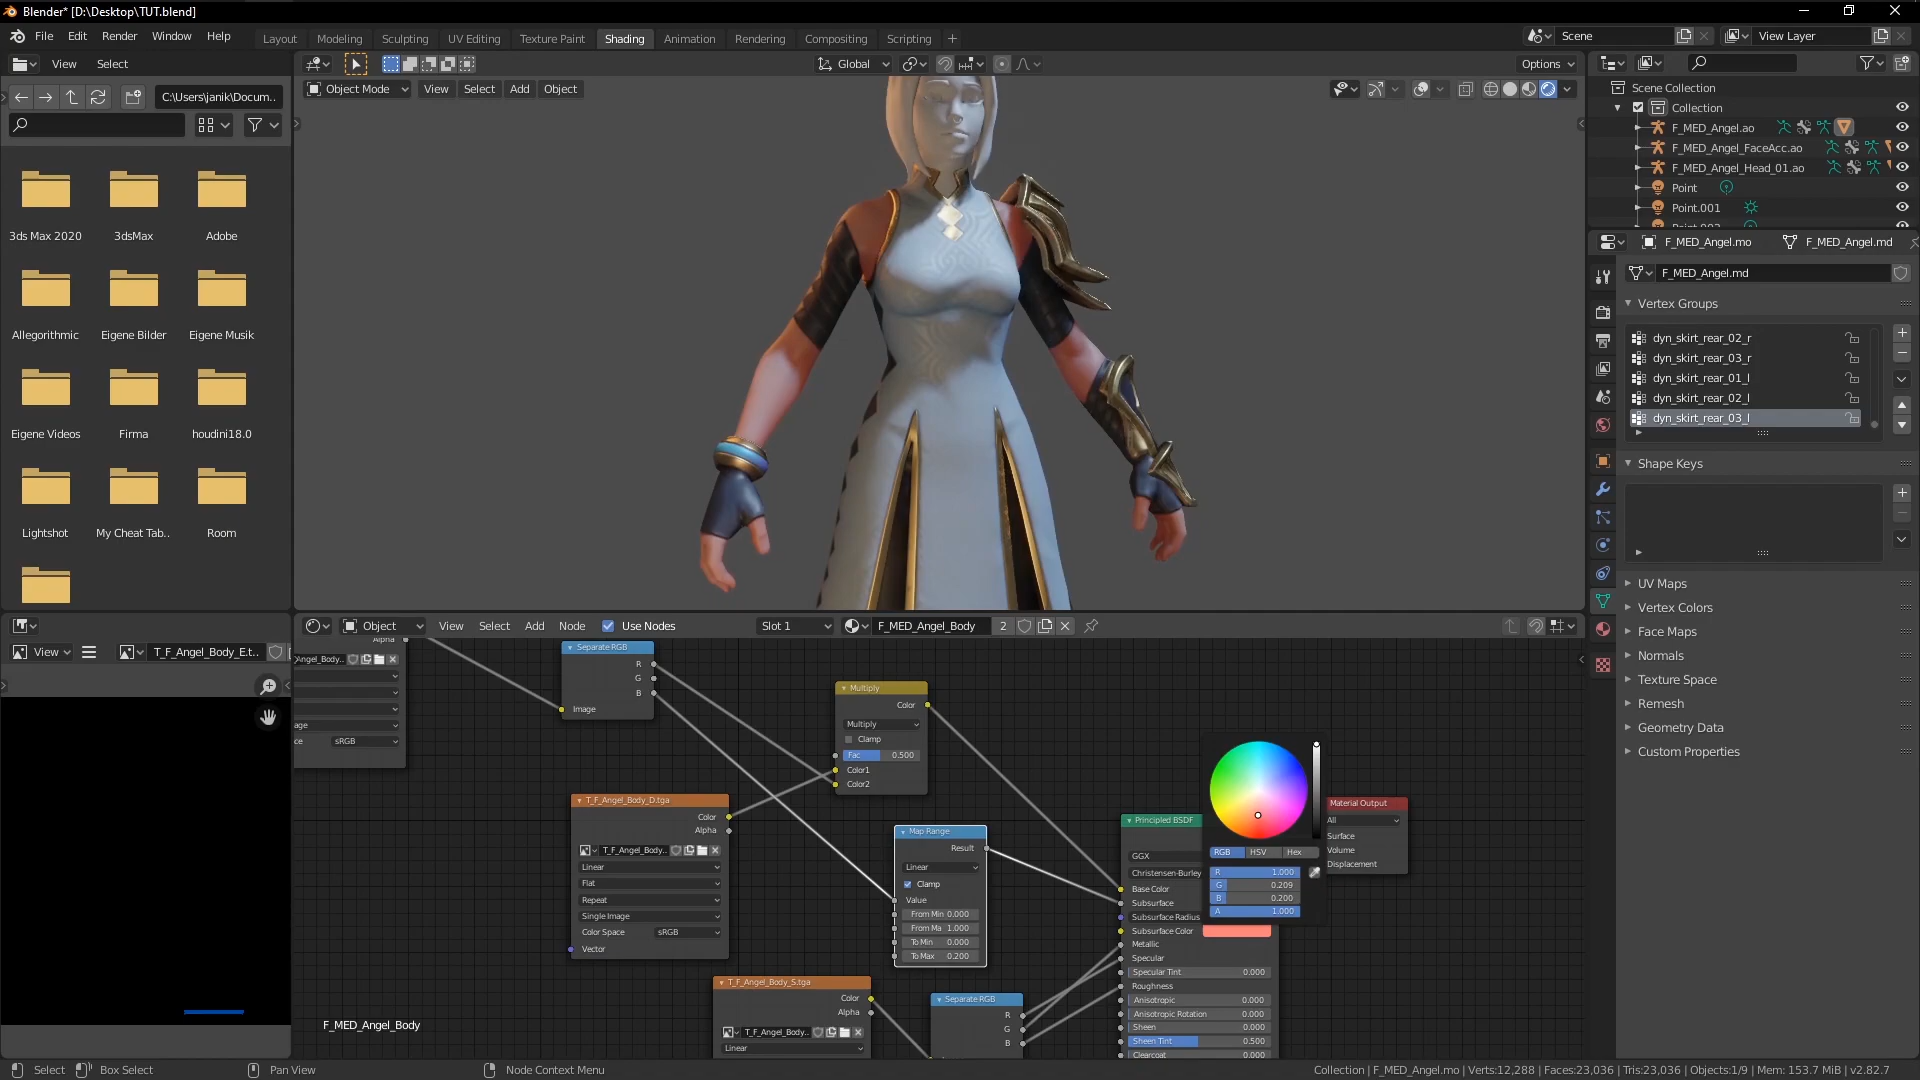 Blender* [D:\Desktop\TUT.blend]
File Edit Render Window Help
Layout Modeling Sculpting UV Editing Texture Paint Shading Animation Rendering Compositing Scripting
Scene
View Layer
View Select
Global
Options
C:\Users\janik\Docum..
Object Mode View Select Add Object
3ds Max 2020 3dsMax Adobe
Allegorithmic Eigene Bilder Eigene Musik
Eigene Videos Firma houdini18.0
Lightshot My Cheat Tab.. Room
Scene Collection
Collection
F_MED_Angel.ao
F_MED_Angel_FaceAcc.ao
F_MED_Angel_Head_01.ao
Point
Point.001
F_MED_Angel.mo F_MED_Angel.md
F_MED_Angel.md
Vertex Groups
dyn_skirt_rear_02_r
dyn_skirt_rear_03_r
dyn_skirt_rear_01_l
dyn_skirt_rear_02_l
dyn_skirt_rear_03_l
Shape Keys
UV Maps
Vertex Colors
Face Maps
Normals
Texture Space
Remesh
Geometry Data
Custom Properties
View T_F_Angel_Body_E.t..
Object View Select Add Node Use Nodes Slot 1 F_MED_Angel_Body 2
Alpha
Angel_Body..
age
ce sRGB
Separate RGB
R
G
B
Image
Multiply
Color
Multiply
Clamp
Fac 0.500
Color1
Color2
T_F_Angel_Body_D.tga
Color
Alpha
T_F_Angel_Body..
Linear
Flat
Repeat
Single Image
Color Space sRGB
Vector
Map Range
Result
Linear
Clamp
Value
From Min 0.000
From Ma 1.000
To Min 0.000
To Max 0.200
T_F_Angel_Body_S.tga
Color
Alpha
T_F_Angel_Body..
Linear
Separate RGB
R
G
B
Principled BSDF
GGX
Christensen-Burley
Base Color
Subsurface
Subsurface Radius
Subsurface Color
Metallic
Specular
Specular Tint 0.000
Roughness
Anisotropic 0.000
Anisotropic Rotation 0.000
Sheen 0.000
Sheen Tint 0.500
Clearcoat 0.000
RGB HSV Hex
R 1.000
G 0.209
B 0.200
A 1.000
Material Output
All
Surface
Volume
Displacement
F_MED_Angel_Body
Select Box Select Pan View Node Context Menu
Collection | F_MED_Angel.mo | Verts:12,288 | Faces:23,036 | Tris:23,036 | Objects:1/9 | Mem: 153.7 MiB | v2.82.7